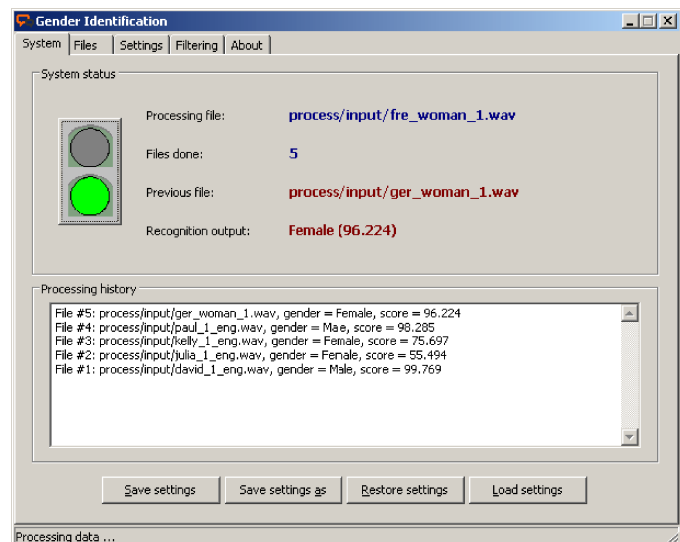 Gender Identification
System Files Settings Filtering About
System status
Processing file: process/input/fre_woman_1.wav
Files done: 5
Previous file: process/input/ger_woman_1.wav
Recognition output: Female (96.224)
Processing history
File #5: process/input/ger_woman_1.wav, gender = Female, score = 96.224
File #4: process/input/paul_1_eng.wav, gender = Mae, score = 98.285
File #3: process/input/kelly_1_eng.wav, gender = Female, score = 75.697
File #2: process/input/julia_1_eng.wav, gender = Fenale, score = 55.494
File #1: process/input/david_1_eng.wav, gender = Male, score = 99.769
Save settings Save settings as Restore settings Load settings
Processing data ...